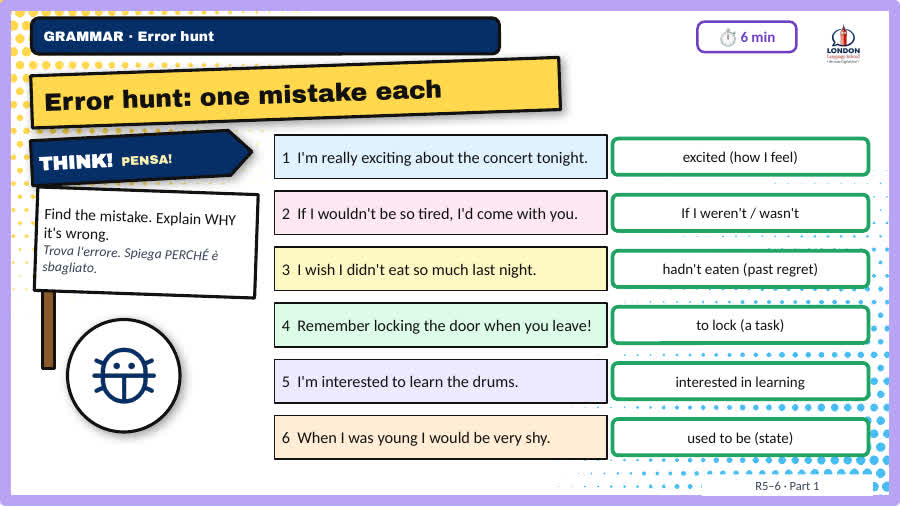 GRAMMAR · Error hunt
⏱️ 6 min
LONDON
Language School
Error hunt: one mistake each
THINK! PENSA!
Find the mistake. Explain WHY
it's wrong.
Trova l'errore. Spiega PERCHÉ è
sbagliato.
1 I'm really exciting about the concert tonight.
excited (how I feel)
2 If I wouldn't be so tired, I'd come with you.
If I weren't / wasn't
3 I wish I didn't eat so much last night.
hadn't eaten (past regret)
4 Remember locking the door when you leave!
to lock (a task)
5 I'm interested to learn the drums.
interested in learning
6 When I was young I would be very shy.
used to be (state)
R5–6 · Part 1